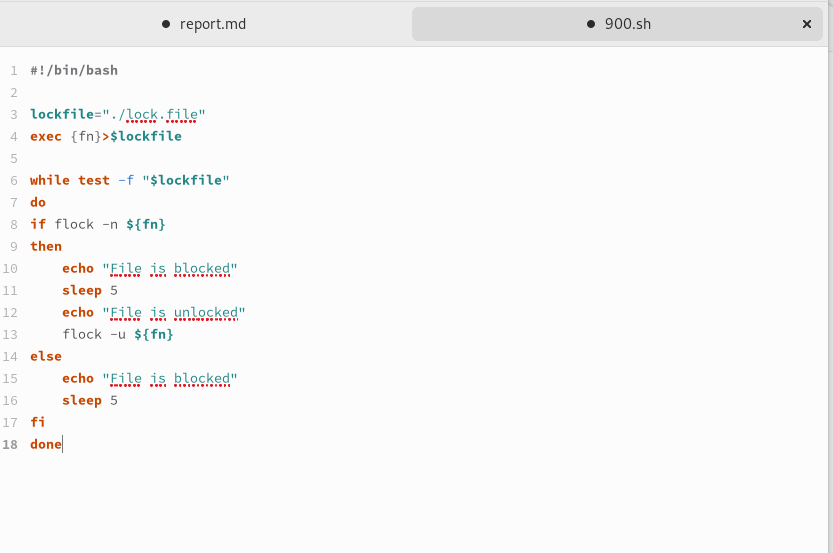 report.md
900.sh
1 #!/bin/bash
2
3 lockfile="./lock.file"
4 exec {fn}>$lockfile
5
6 while test -f "$lockfile"
7 do
8 if flock -n ${fn}
9 then
10     echo "File is blocked"
11     sleep 5
12     echo "File is unlocked"
13     flock -u ${fn}
14 else
15     echo "File is blocked"
16     sleep 5
17 fi
18 done